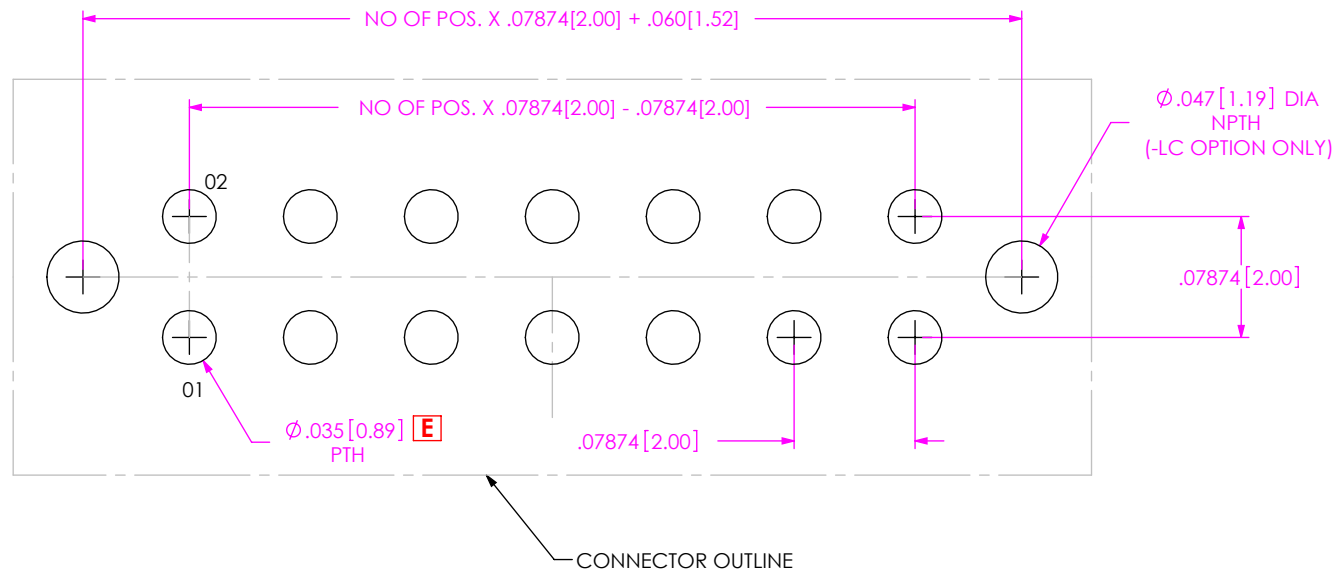 NO OF POS. X .07874[2.00] + .060[1.52]
NO OF POS. X .07874[2.00] - .07874[2.00]
Ø.047[1.19] DIA
NPTH
(-LC OPTION ONLY)
02
.07874[2.00]
01
Ø.035[0.89] E
PTH
.07874[2.00]
CONNECTOR OUTLINE